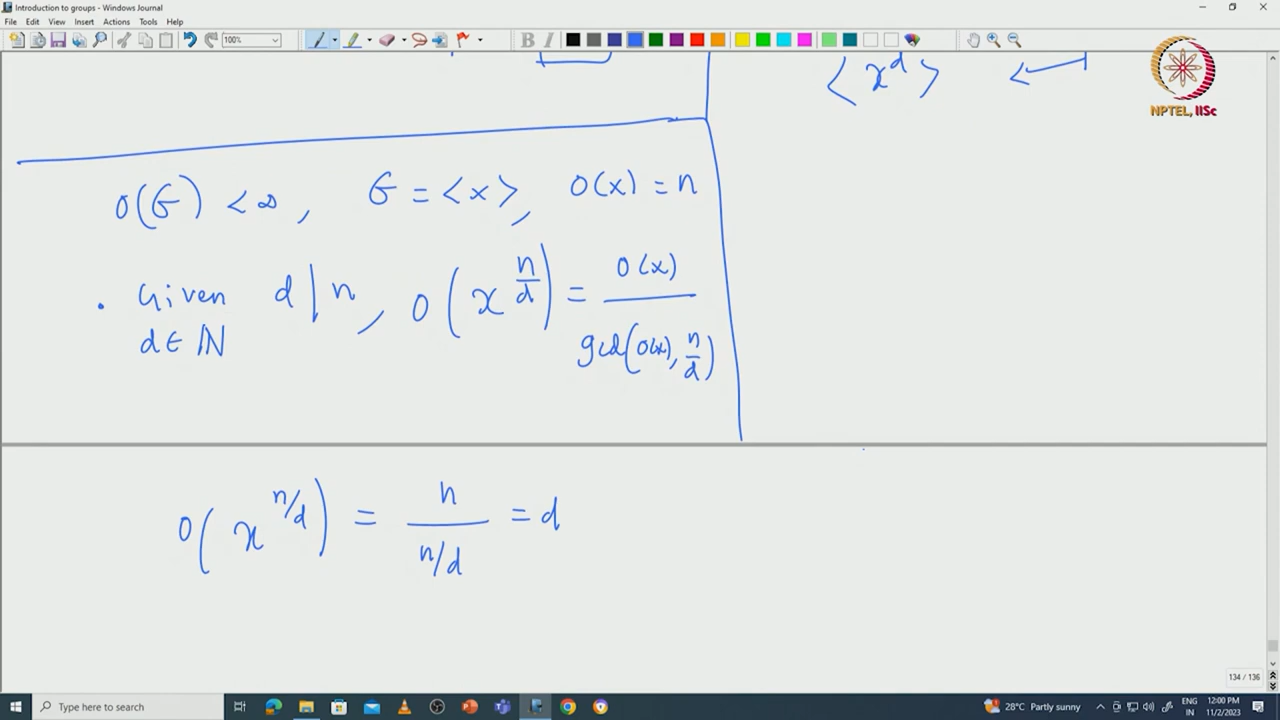 Introduction to groups - Windows Journal
File Edit View Insert Actions Tools Help
100%
B I
NPTEL, IISc
< x^d >
O(G) < ∞, G = <x>, O(x) = n
. Given d | n, O(x^{n/d}) = O(x) / gcd(O(x), n/d)
d ∈ ℕ
O(x^{n/d}) = n / (n/d) = d
134 / 136
Type here to search
28°C Partly sunny
ENG
IN
12:00 PM
11/2/2023